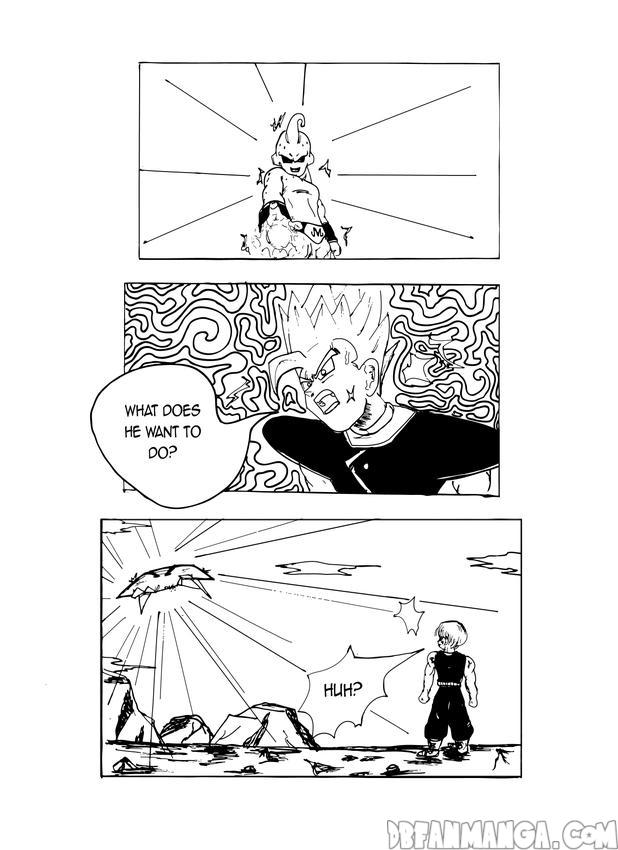 M
WHAT DOES
HE WANT TO
DO?
HUH?
DBFANMANGA.COM